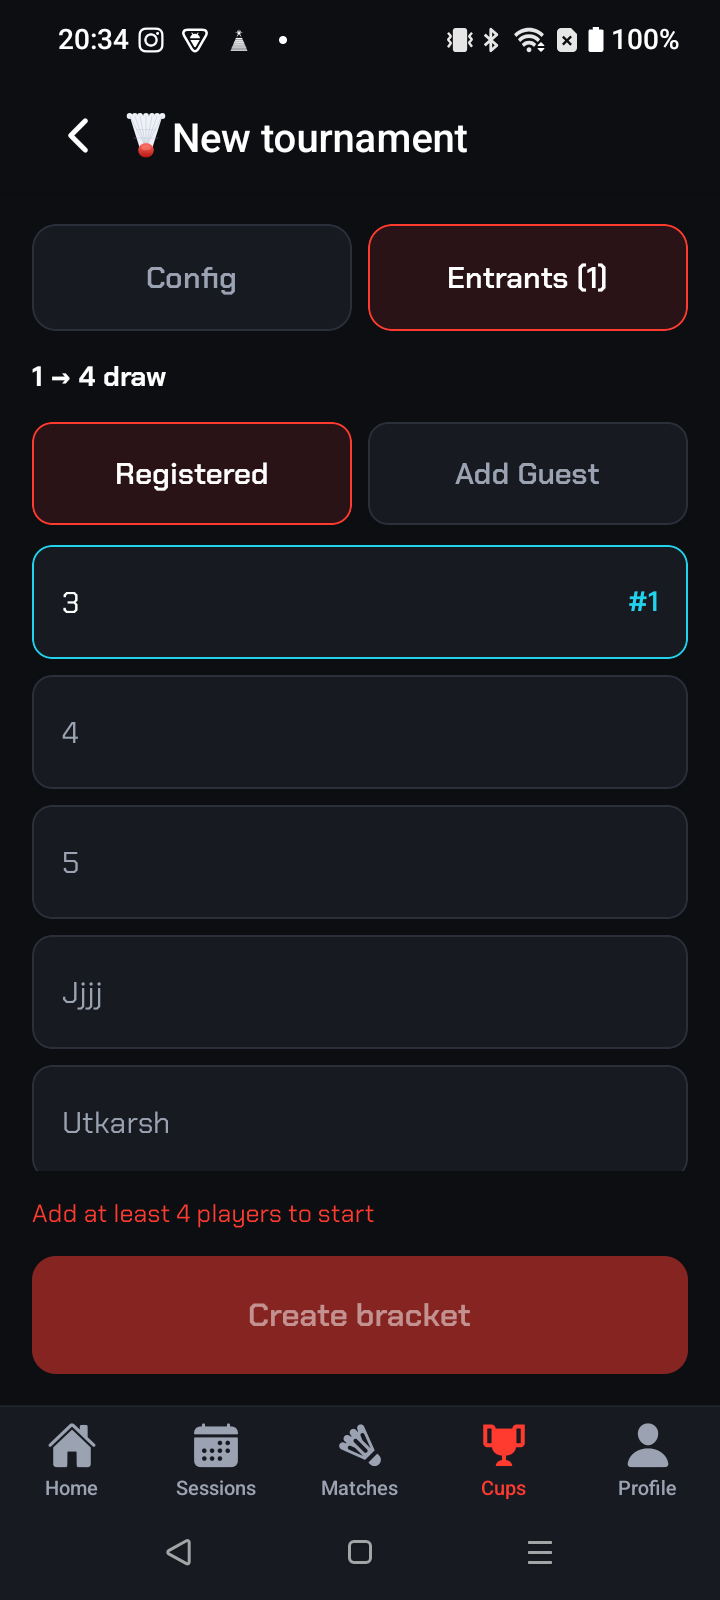 20:34
100%
New tournament
Config
Entrants (1)
1 → 4 draw
Registered
Add Guest
3
#1
4
5
Jjjj
Utkarsh
Add at least 4 players to start
Create bracket
Home
Sessions
Matches
Cups
Profile